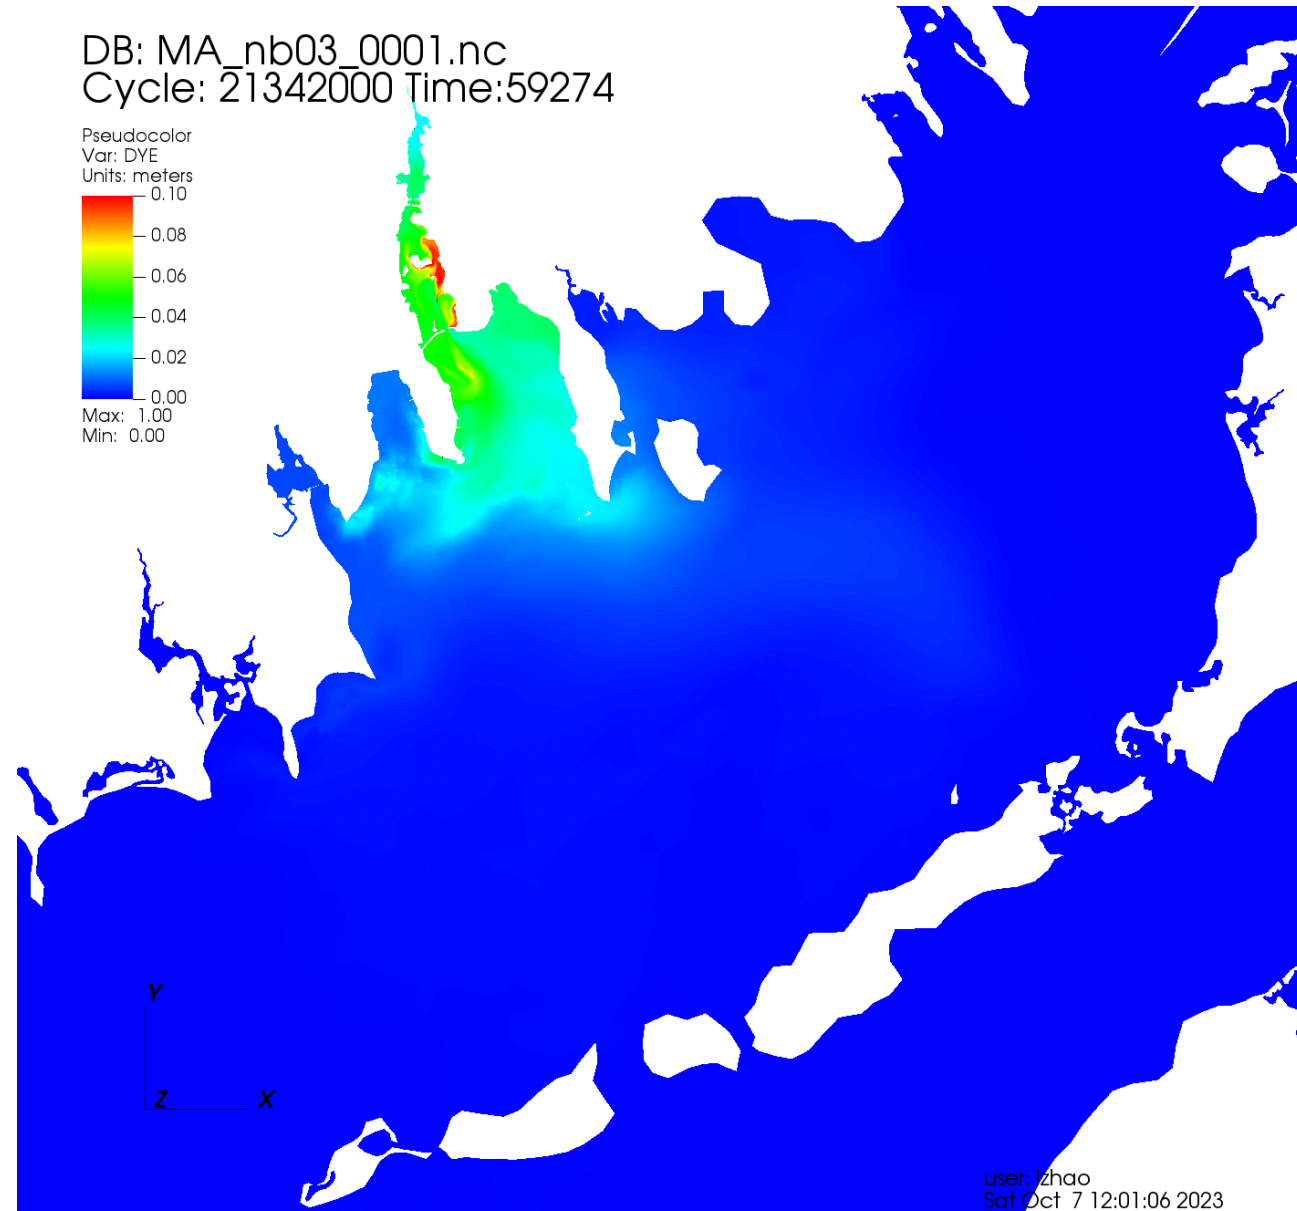 DB: MA_nb03_0001.nc
Cycle: 21342000 Time:59274
Pseudocolor
Var: DYE
Units: meters
0.10
0.08
0.06
0.04
0.02
0.00
Max: 1.00
Min: 0.00
Y
Z X
user: lzhao
Sat Oct 7 12:01:06 2023